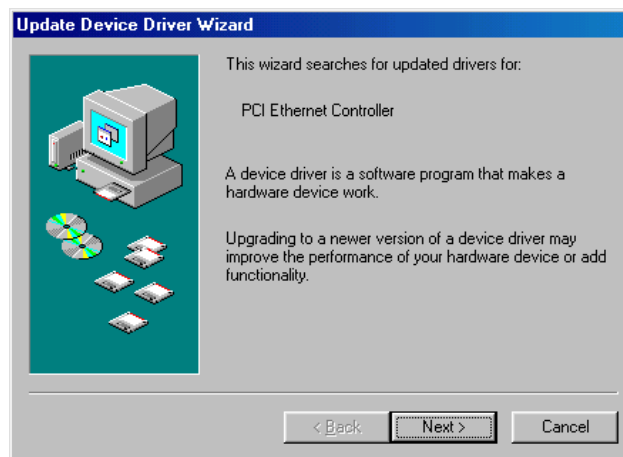 Update Device Driver Wizard
This wizard searches for updated drivers for:
PCI Ethernet Controller
A device driver is a software program that makes a
hardware device work.
Upgrading to a newer version of a device driver may
improve the performance of your hardware device or add
functionality.
< Back
Next >
Cancel